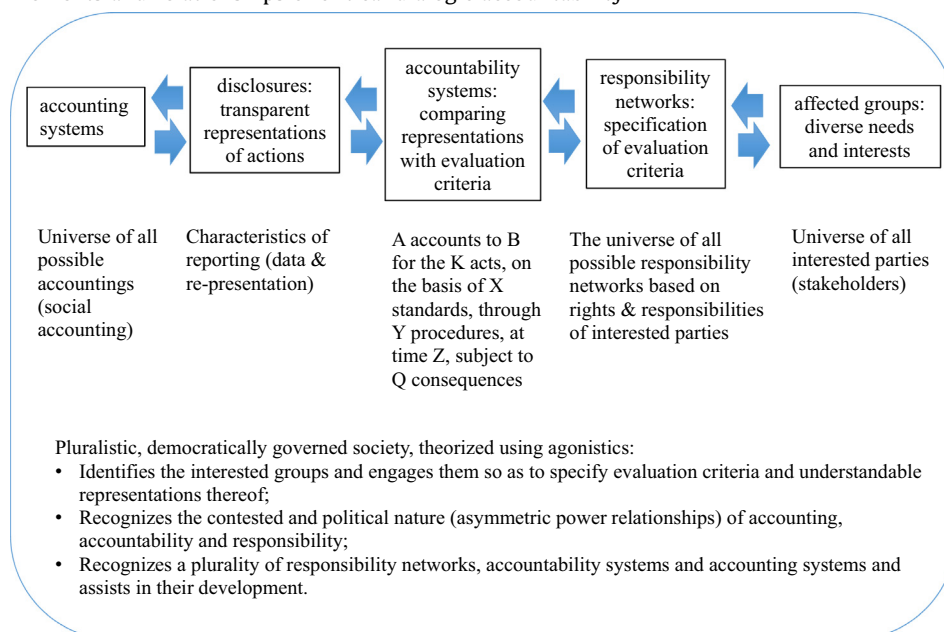 accounting
systems
disclosures:
transparent
representations
of actions
accountability
systems:
comparing
representations
with evaluation
criteria
responsibility
networks:
specification
of evaluation
criteria
affected groups:
diverse needs
and interests
Universe of all
possible
accountings
(social
accounting)
Characteristics of
reporting (data &
re-presentation)
A accounts to B
for the K acts, on
the basis of X
standards, through
Y procedures, at
time Z, subject to
Q consequences
The universe of all
possible responsibility
networks based on
rights & responsibilities
of interested parties
Universe of all
interested parties
(stakeholders)
Pluralistic, democratically governed society, theorized using agonistics:
• Identifies the interested groups and engages them so as to specify evaluation criteria and understandable
representations thereof;
• Recognizes the contested and political nature (asymmetric power relationships) of accounting,
accountability and responsibility;
• Recognizes a plurality of responsibility networks, accountability systems and accounting systems and
assists in their development.